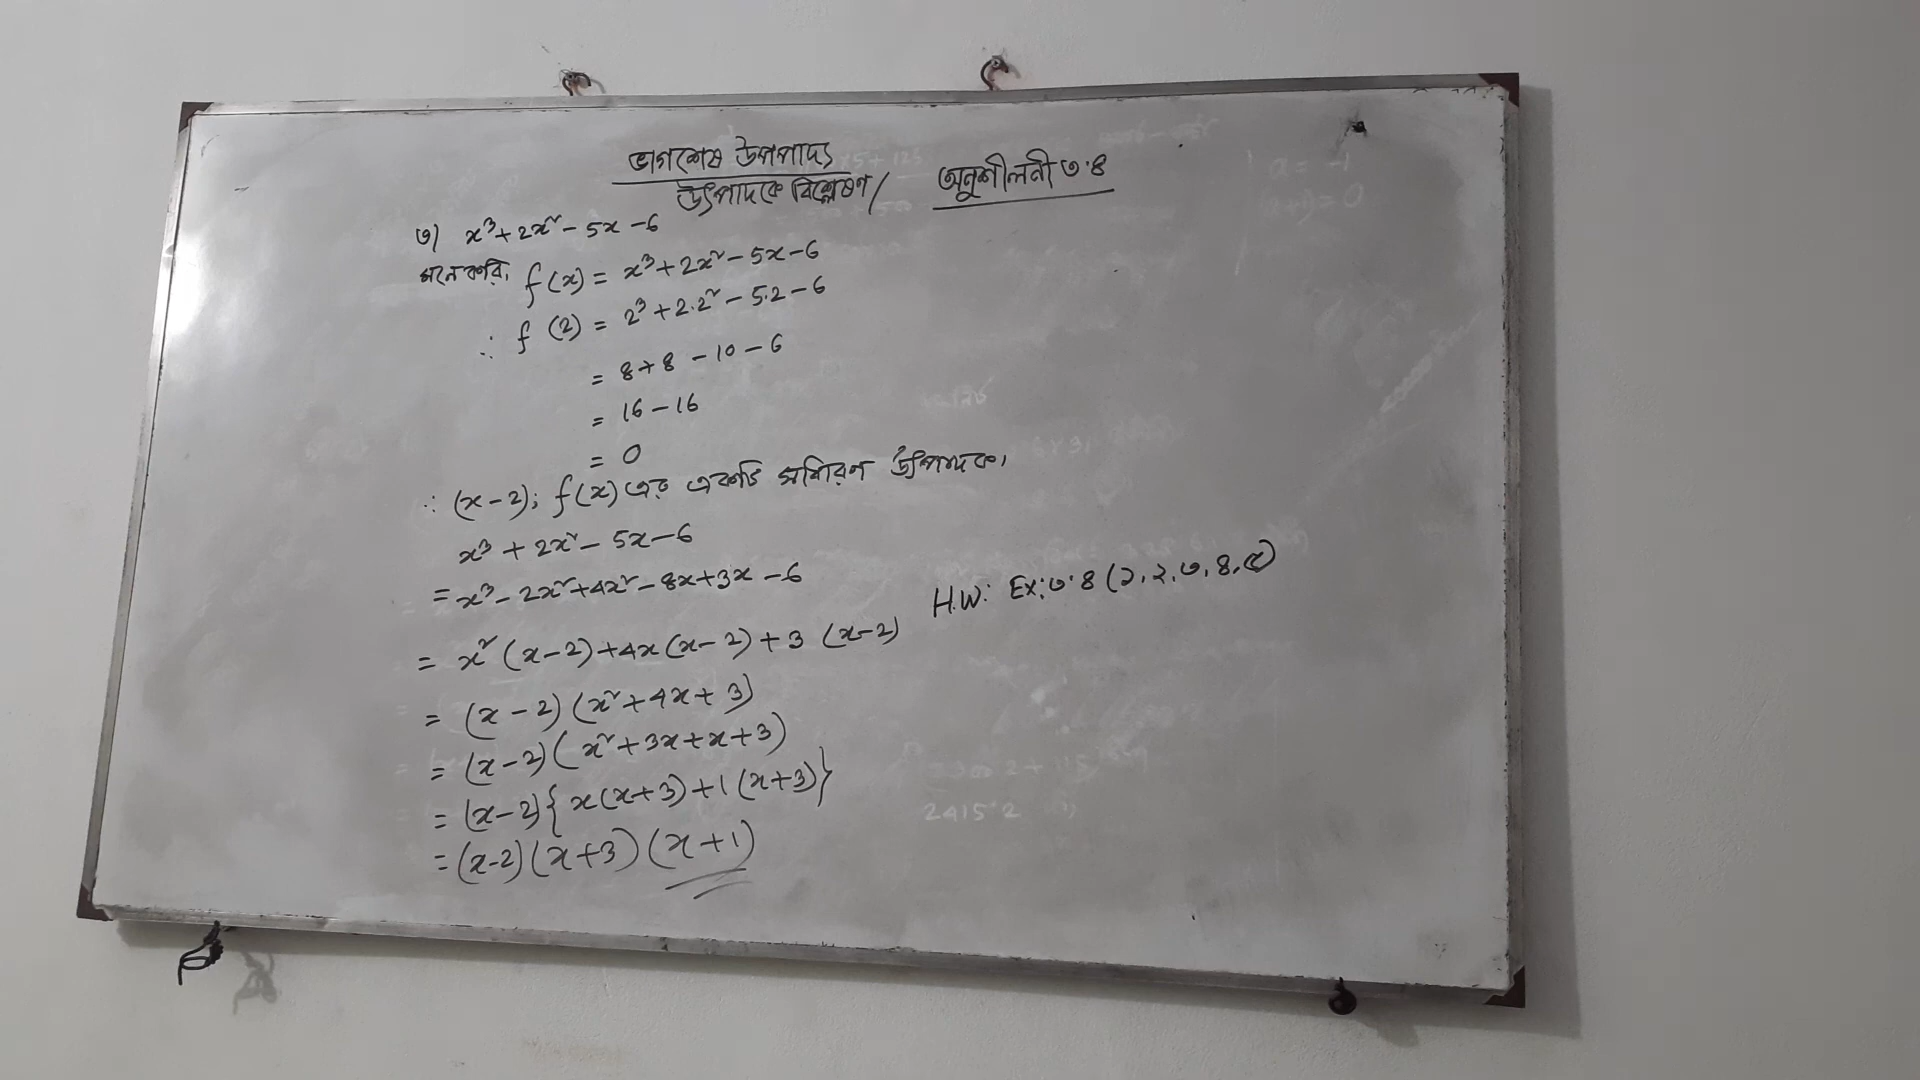 ভাগশেষ উপপাদ্য
উৎপাদকে বিশ্লেষণ/ অনুশীলনী ৩.৪
৩) x³ + 2x² - 5x - 6
মনেকরি, f(x) = x³ + 2x² - 5x - 6
∴ f(2) = 2³ + 2.2² - 5.2 - 6
= 8 + 8 - 10 - 6
= 16 - 16
= 0
∴ (x - 2); f(x) এর একটি সাধারণ উৎপাদক।
x³ + 2x² - 5x - 6
= x³ - 2x² + 4x² - 8x + 3x - 6
H.W: Ex: ৩.৪ (১, ২, ৩, ৪, ৫)
= x² (x - 2) + 4x (x - 2) + 3 (x - 2)
= (x - 2) (x² + 4x + 3)
= (x - 2) (x² + 3x + x + 3)
= (x - 2) { x(x + 3) + 1 (x + 3)}
= (x - 2) (x + 3) (x + 1)
a = -1
2415.2